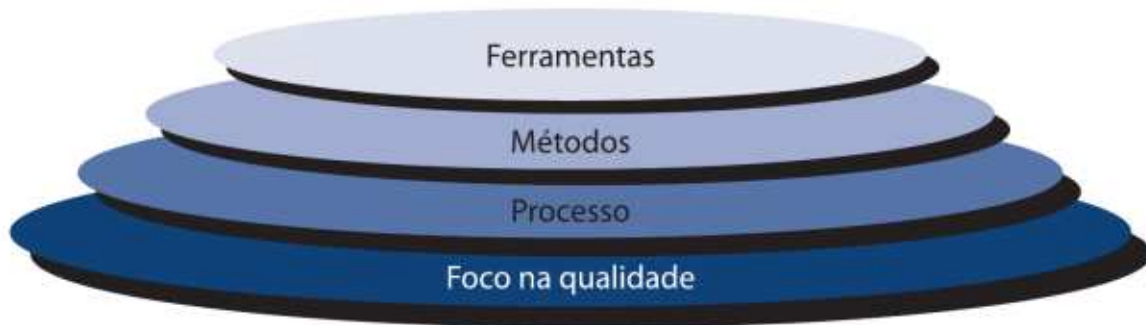 Ferramentas
Métodos
Processo
Foco na qualidade